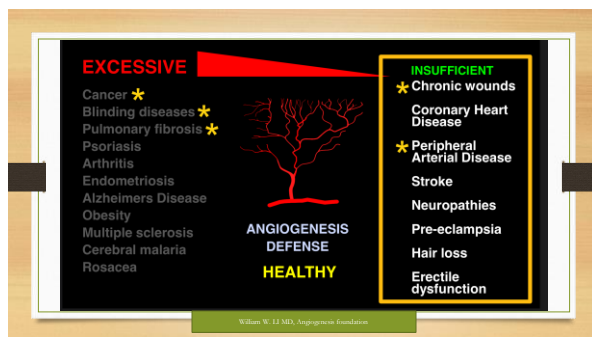 EXCESSIVE
Cancer *
Blinding diseases *
Pulmonary fibrosis *
Psoriasis
Arthritis
Endometriosis
Alzheimers Disease
Obesity
Multiple sclerosis
Cerebral malaria
Rosacea
ANGIOGENESIS
DEFENSE
HEALTHY
INSUFFICIENT
* Chronic wounds
Coronary Heart
Disease
* Peripheral
Arterial Disease
Stroke
Neuropathies
Pre-eclampsia
Hair loss
Erectile
dysfunction
William W. LI MD, Angiogenesis foundation